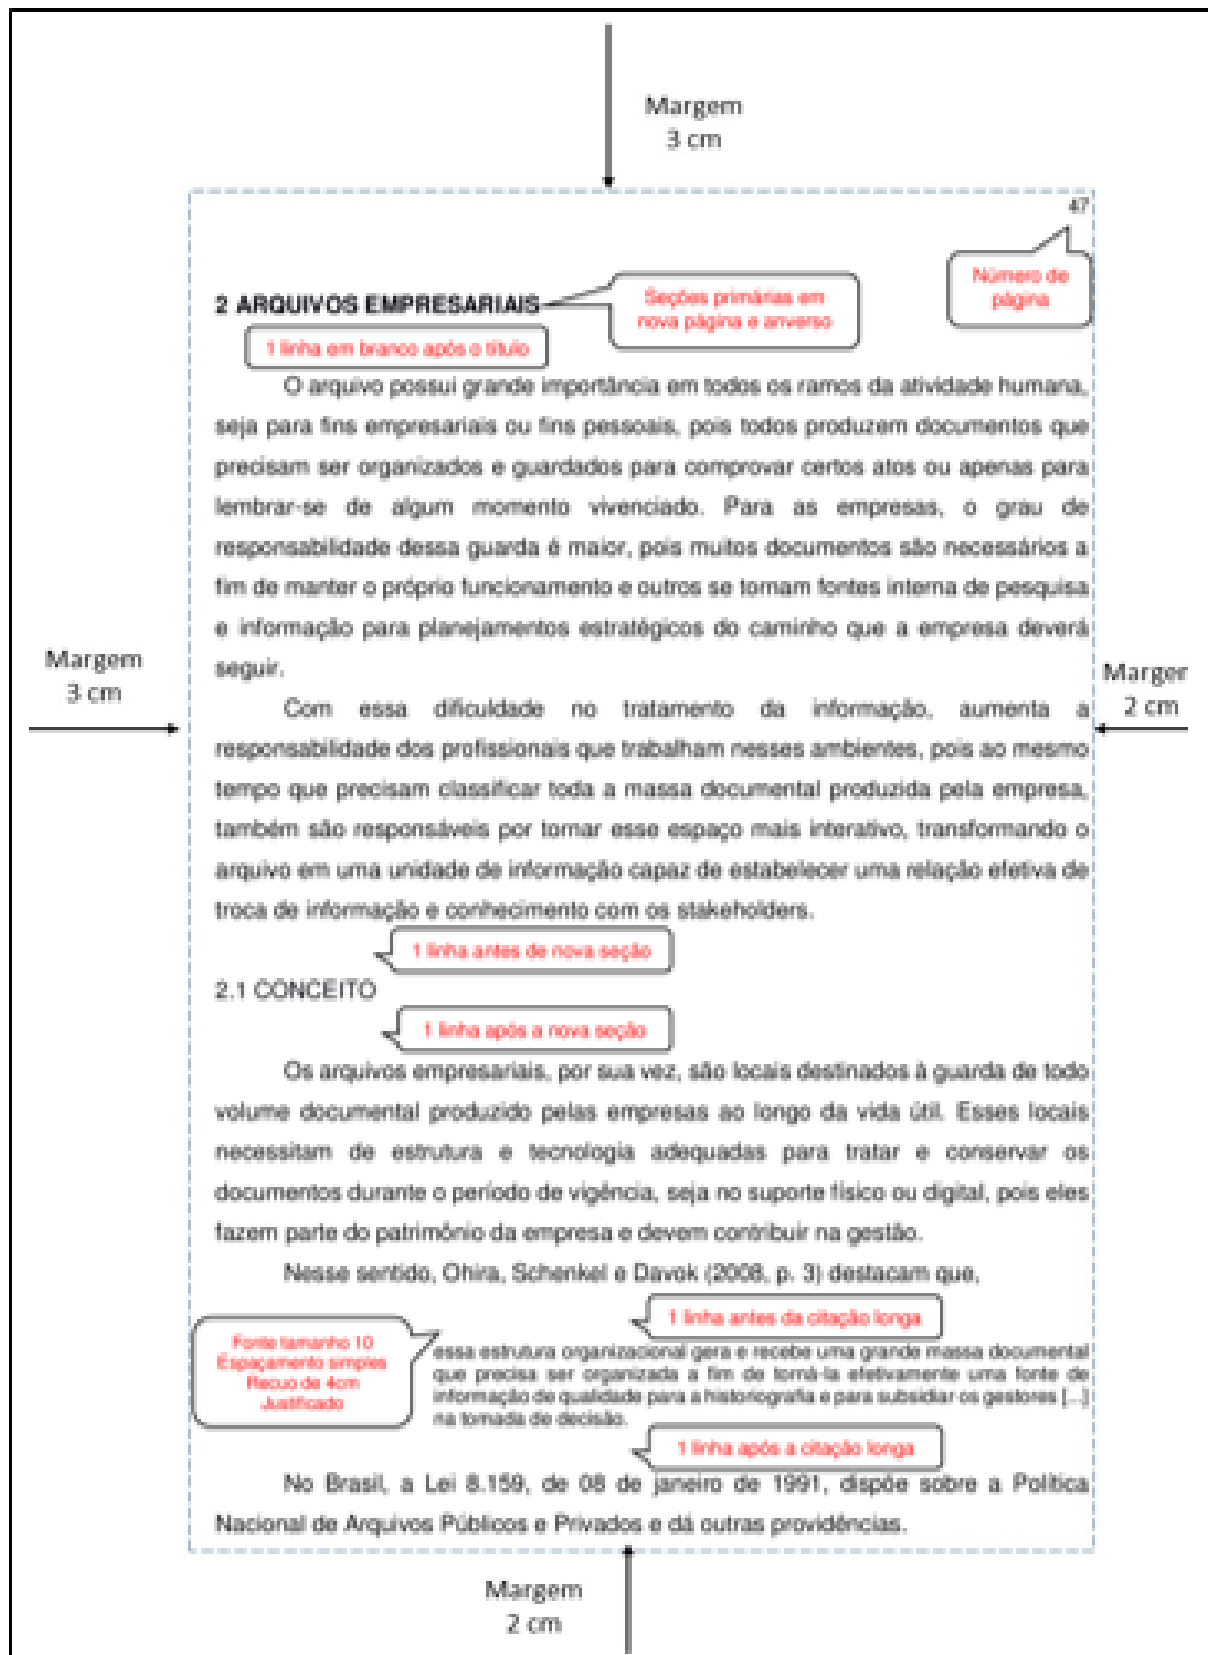 Margem
3 cm
47
Número de
página
2 ARQUIVOS EMPRESARIAIS
Seções primárias em
nova página e anverso
1 linha em branco após o título
O arquivo possui grande importância em todos os ramos da atividade humana,
seja para fins empresariais ou fins pessoais, pois todos produzem documentos que
precisam ser organizados e guardados para comprovar certos atos ou apenas para
lembrar-se de algum momento vivenciado. Para as empresas, o grau de
responsabilidade dessa guarda é maior, pois muitos documentos são necessários a
fim de manter o próprio funcionamento e outros se tornam fontes interna de pesquisa
e informação para planejamentos estratégicos do caminho que a empresa deverá
seguir.
Margem
3 cm
Margem
2 cm
Com essa dificuldade no tratamento da informação, aumenta a
responsabilidade dos profissionais que trabalham nesses ambientes, pois ao mesmo
tempo que precisam classificar toda a massa documental produzida pela empresa,
também são responsáveis por tornar esse espaço mais interativo, transformando o
arquivo em uma unidade de informação capaz de estabelecer uma relação efetiva de
troca de informação e conhecimento com os stakeholders.
1 linha antes de nova seção
2.1 CONCEITO
1 linha após a nova seção
Os arquivos empresariais, por sua vez, são locais destinados à guarda de todo
volume documental produzido pelas empresas ao longo da vida útil. Esses locais
necessitam de estrutura e tecnologia adequadas para tratar e conservar os
documentos durante o período de vigência, seja no suporte físico ou digital, pois eles
fazem parte do patrimônio da empresa e devem contribuir na gestão.
Nesse sentido, Ohira, Schenkel e Davok (2008, p. 3) destacam que,
1 linha antes da citação longa
Fonte tamanho 10
Espaçamento simples
Recuo de 4cm
Justificado
essa estrutura organizacional gera e recebe uma grande massa documental
que precisa ser organizada a fim de torná-la efetivamente uma fonte de
informação de qualidade para a historiografia e para subsidiar os gestores [...]
na tomada de decisão.
1 linha após a citação longa
No Brasil, a Lei 8.159, de 08 de janeiro de 1991, dispõe sobre a Política
Nacional de Arquivos Públicos e Privados e dá outras providências.
Margem
2 cm